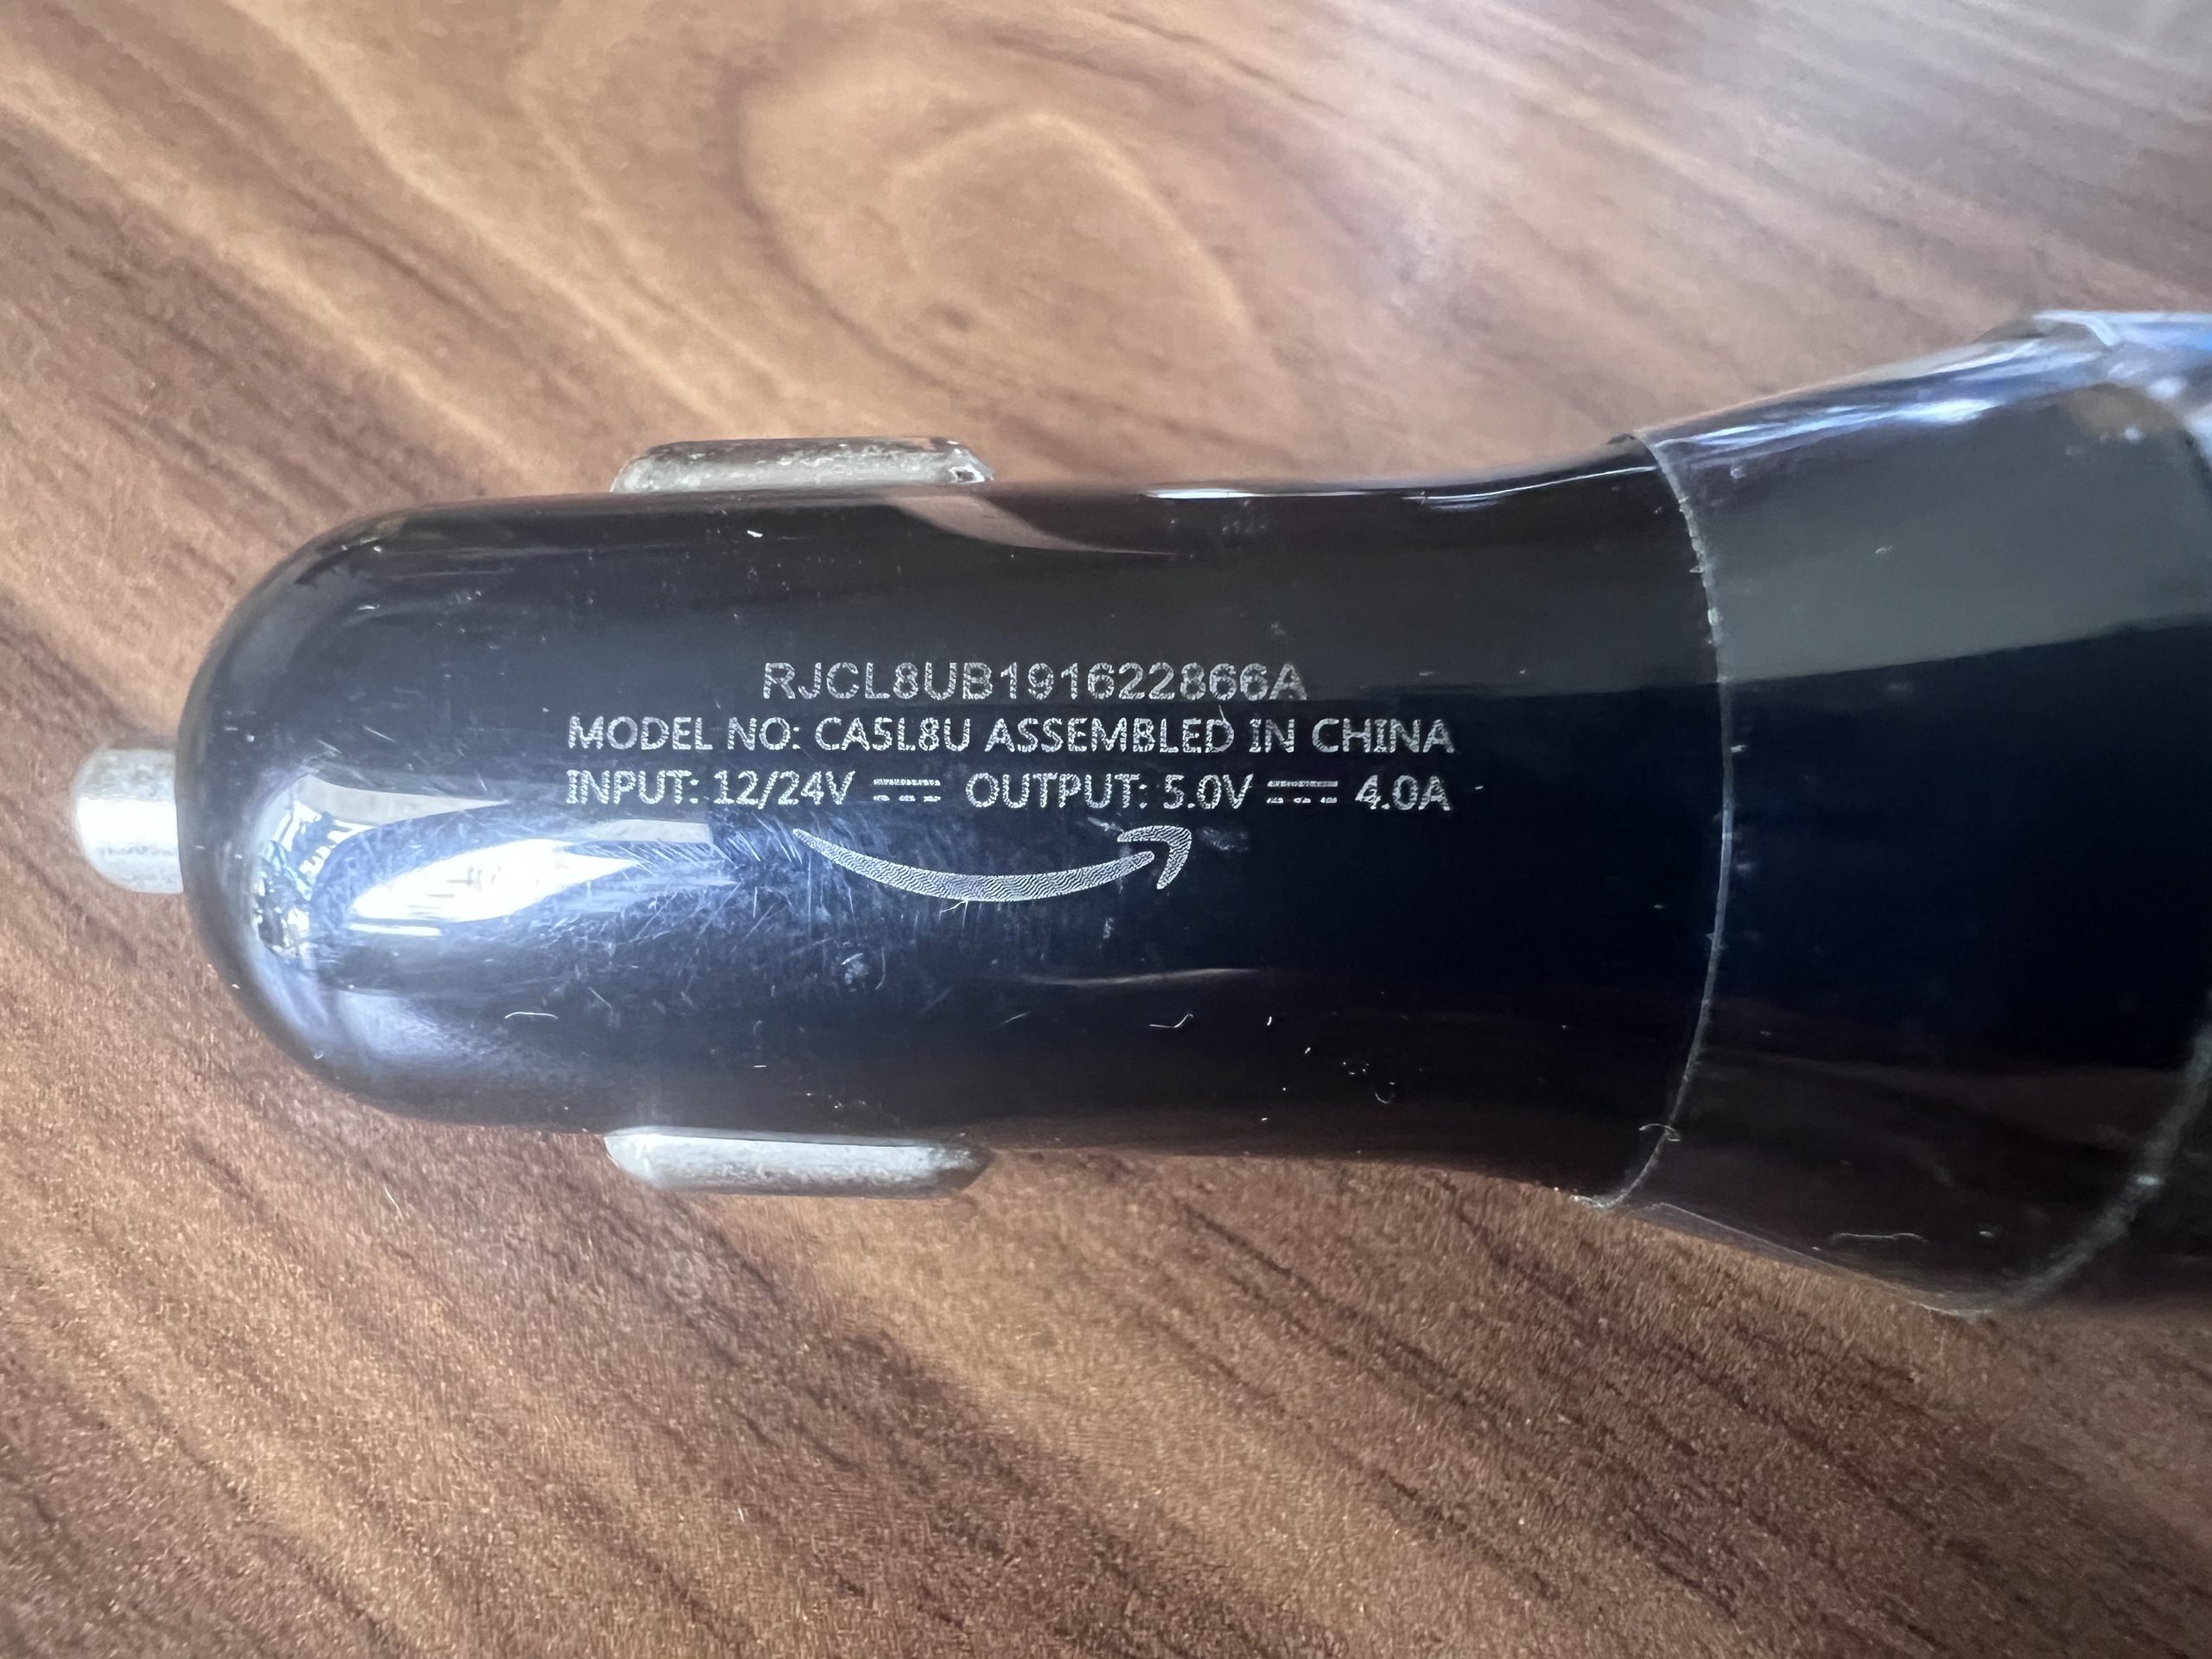 RJCL8UB191622866A
MODEL NO: CA5L8U ASSEMBLED IN CHINA
INPUT: 12/24V ⎓ OUTPUT: 5.0V ⎓ 4.0A